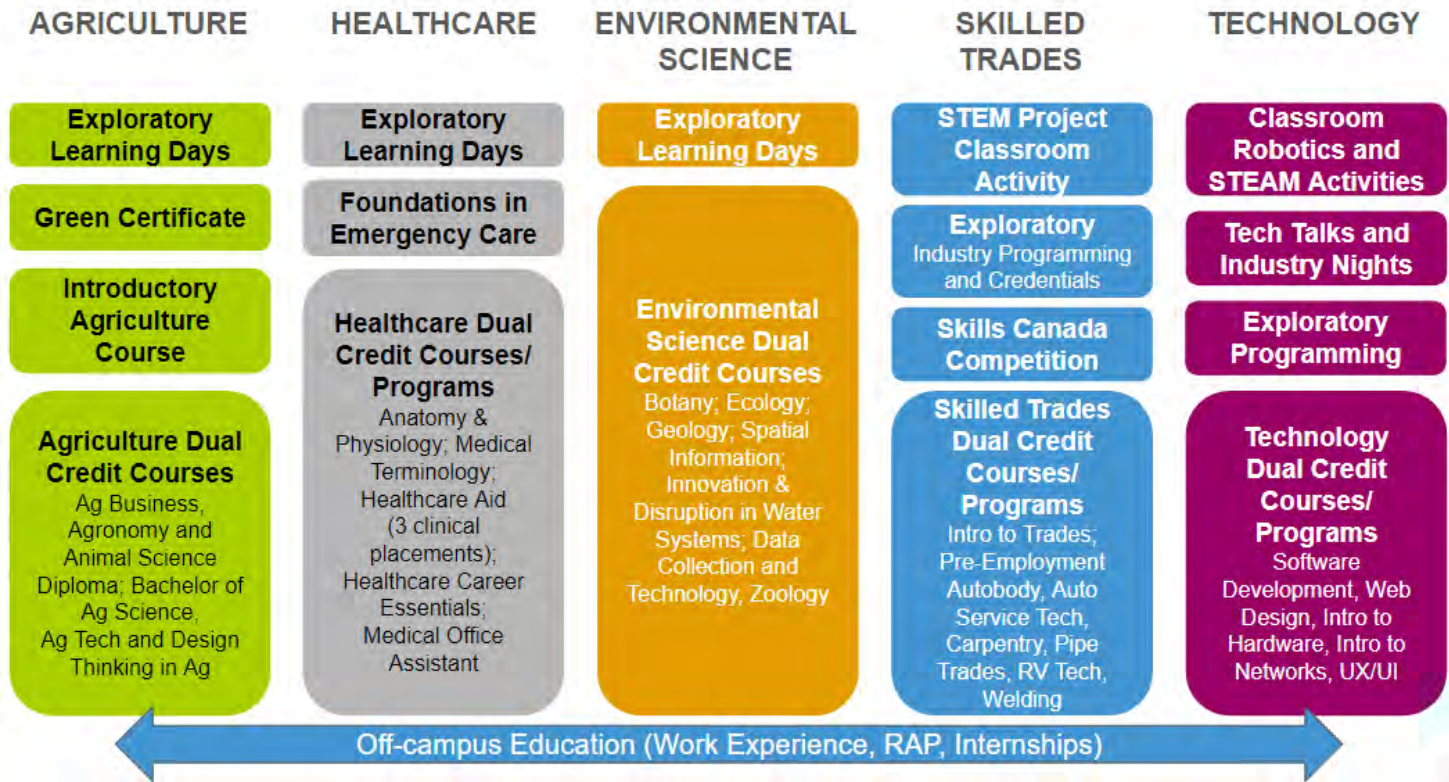 AGRICULTURE
Exploratory
Learning Days
Green Certificate
Introductory
Agriculture
Course
Agriculture Dual
Credit Courses
Ag Business,
Agronomy and
Animal Science
Diploma; Bachelor of
Ag Science,
Ag Tech and Design
Thinking in Ag
HEALTHCARE
Exploratory
Learning Days
Foundations in
Emergency Care
Healthcare Dual
Credit Courses/
Programs
Anatomy &
Physiology; Medical
Terminology;
Healthcare Aid
(3 clinical
placements);
Healthcare Career
Essentials;
Medical Office
Assistant
ENVIRONMENTAL
SCIENCE
Exploratory
Learning Days
Environmental
Science Dual
Credit Courses
Botany; Ecology;
Geology; Spatial
Information;
Innovation &
Disruption in Water
Systems; Data
Collection and
Technology, Zoology
SKILLED
TRADES
STEM Project
Classroom
Activity
Exploratory
Industry Programming
and Credentials
Skills Canada
Competition
Skilled Trades
Dual Credit
Courses/
Programs
Intro to Trades;
Pre-Employment
Autobody, Auto
Service Tech,
Carpentry, Pipe
Trades, RV Tech,
Welding
TECHNOLOGY
Classroom
Robotics and
STEAM Activities
Tech Talks and
Industry Nights
Exploratory
Programming
Technology
Dual Credit
Courses/
Programs
Software
Development, Web
Design, Intro to
Hardware, Intro to
Networks, UX/UI
Off-campus Education (Work Experience, RAP, Internships)